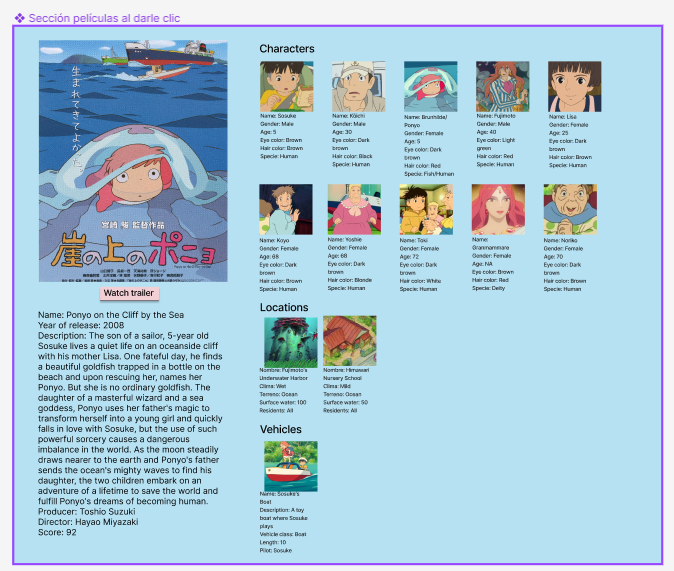 Sección películas al darle clic
生まれてきてよかった。
宮崎 駿 監督作品
崖の上のポニョ
Watch trailer
Name: Ponyo on the Cliff by the Sea
Year of release: 2008
Description: The son of a sailor, 5-year old
Sosuke lives a quiet life on an oceanside cliff
with his mother Lisa. One fateful day, he finds
a beautiful goldfish trapped in a bottle on the
beach and upon rescuing her, names her
Ponyo. But she is no ordinary goldfish. The
daughter of a masterful wizard and a sea
goddess, Ponyo uses her father's magic to
transform herself into a young girl and quickly
falls in love with Sosuke, but the use of such
powerful sorcery causes a dangerous
imbalance in the world. As the moon steadily
draws nearer to the earth and Ponyo's father
sends the ocean's mighty waves to find his
daughter, the two children embark on an
adventure of a lifetime to save the world and
fulfill Ponyo's dreams of becoming human.
Producer: Toshio Suzuki
Director: Hayao Miyazaki
Score: 92
Characters
Name: Sosuke
Gender: Male
Age: 5
Eye color: Brown
Hair color: Brown
Specie: Human
Name: Kōichi
Gender: Male
Age: 30
Eye color: Dark
brown
Hair color: Black
Specie: Human
Name: Brunhilde/
Ponyo
Gender: Female
Age: 5
Eye color: Dark
brown
Hair color: Red
Specie: Fish/Human
Name: Fujimoto
Gender: Male
Age: 40
Eye color: Light
green
Hair color: Red
Specie: Human
Name: Lisa
Gender: Female
Age: 25
Eye color: Dark
brown
Hair color: Brown
Specie: Human
Name: Koyo
Gender: Female
Age: 68
Eye color: Dark
brown
Hair color: Brown
Specie: Human
Name: Yoshie
Gender: Female
Age: 68
Eye color: Dark
brown
Hair color: Blonde
Specie: Human
Name: Toki
Gender: Female
Age: 72
Eye color: Dark
brown
Hair color: White
Specie: Human
Name:
Granmammare
Gender: Female
Age: NA
Eye color: Brown
Hair color: Red
Specie: Deity
Name: Noriko
Gender: Female
Age: 70
Eye color: Dark
brown
Hair color: Brown
Specie: Human
Locations
Nombre: Fujimoto's
Underwater Harbor
Clima: Wet
Terreno: Ocean
Surface water: 100
Residents: All
Nombre: Himawari
Nursery School
Clima: Mild
Terreno: Ocean
Surface water: 50
Residents: All
Vehicles
Name: Sosuke's
Boat
Description: A toy
boat where Sosuke
plays
Vehicle class: Boat
Length: 10
Pilot: Sosuke